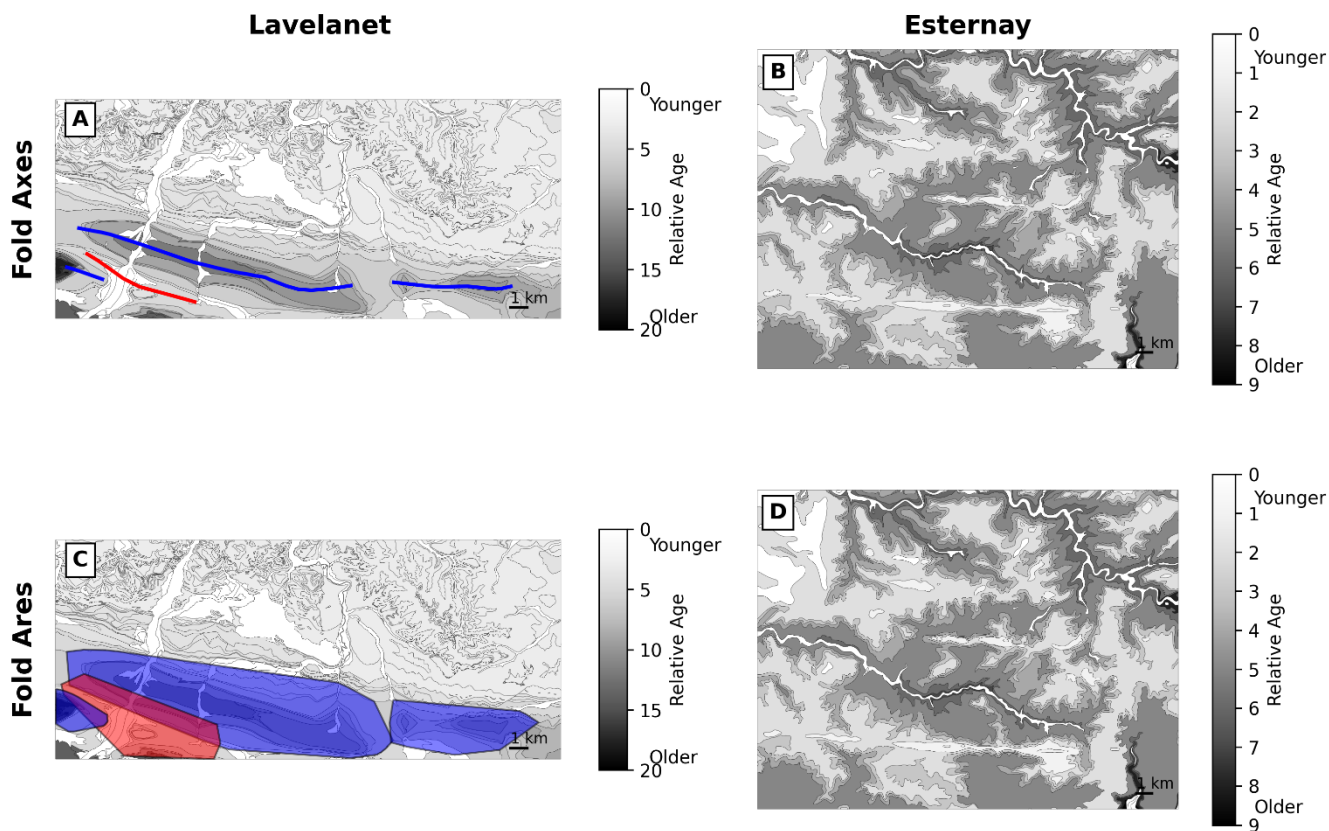 Lavelanet
Esternay
Fold Axes
A
1 km
0
5
10
15
20
Younger
Older
Relative Age
B
1 km
0
1
2
3
4
5
6
7
8
9
Younger
Older
Relative Age
Fold Ares
C
1 km
0
5
10
15
20
Younger
Older
Relative Age
D
1 km
0
1
2
3
4
5
6
7
8
9
Younger
Older
Relative Age